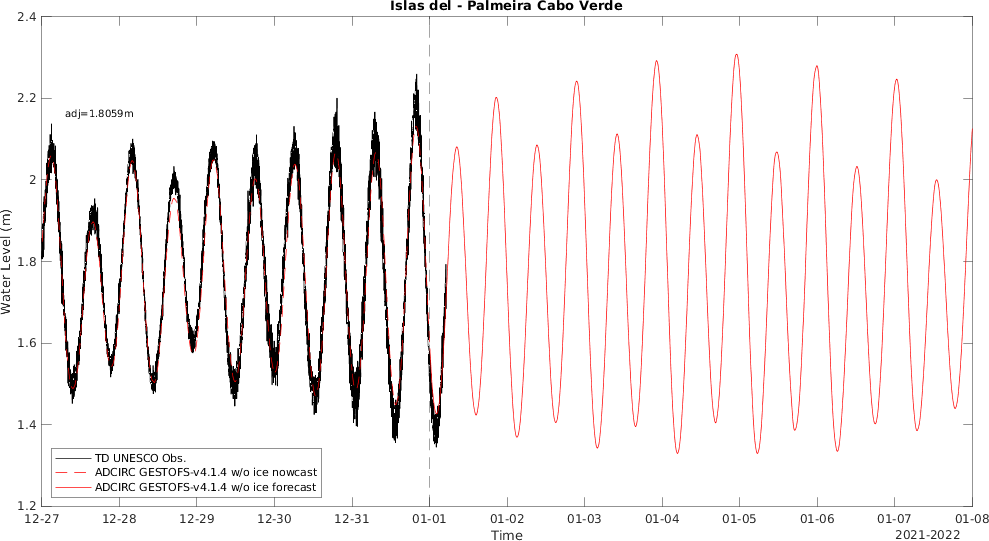 Islas del - Palmeira Cabo Verde
2.4
2.2
2
1.8
1.6
1.4
1.2
Water Level (m)
adj=1.8059m
TD UNESCO Obs.
ADCIRC GESTOFS-v4.1.4 w/o ice nowcast
ADCIRC GESTOFS-v4.1.4 w/o ice forecast
12-27 12-28 12-29 12-30 12-31 01-01 01-02 01-03 01-04 01-05 01-06 01-07 01-08
Time
2021-2022